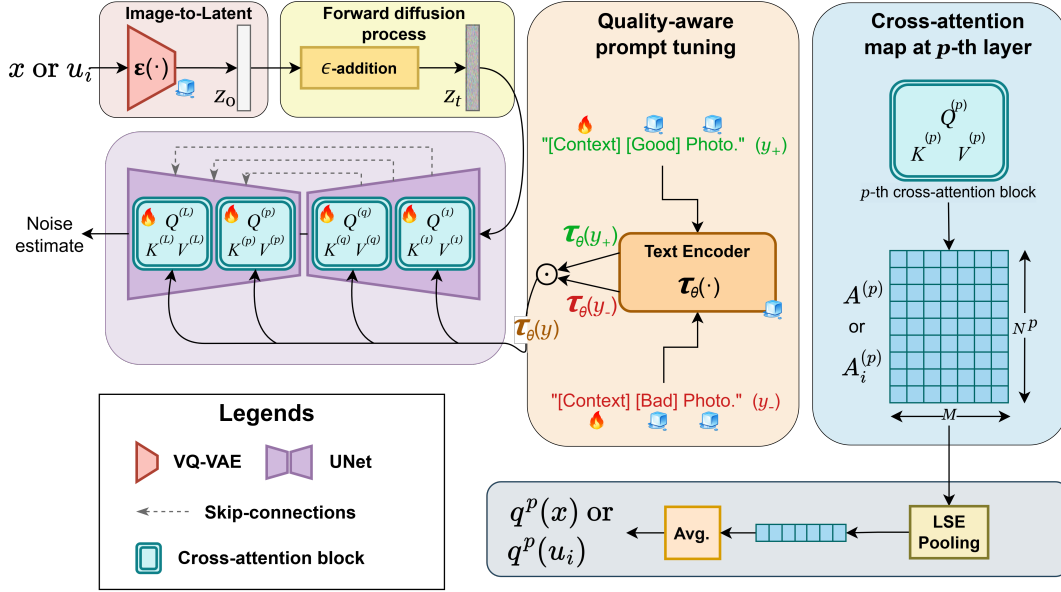 Image-to-Latent
x or u_i
ε(·)
z_0
Forward diffusion
process
ϵ-addition
z_t
Quality-aware
prompt tuning
"[Context] [Good] Photo." (y_+)
Text Encoder
τ_θ(·)
τ_θ(y_+)
τ_θ(y_-)
τ_θ(y)
"[Context] [Bad] Photo." (y_-)
Cross-attention
map at p-th layer
Q^(p)
K^(p) V^(p)
p-th cross-attention block
A^(p)
or
A_i^(p)
N^p
M
Noise
estimate
Q^(L)
K^(L) V^(L)
Q^(p)
K^(p) V^(p)
Q^(q)
K^(q) V^(q)
Q^(1)
K^(1) V^(1)
Legends
VQ-VAE
UNet
Skip-connections
Cross-attention block
q^p(x) or
q^p(u_i)
Avg.
LSE
Pooling